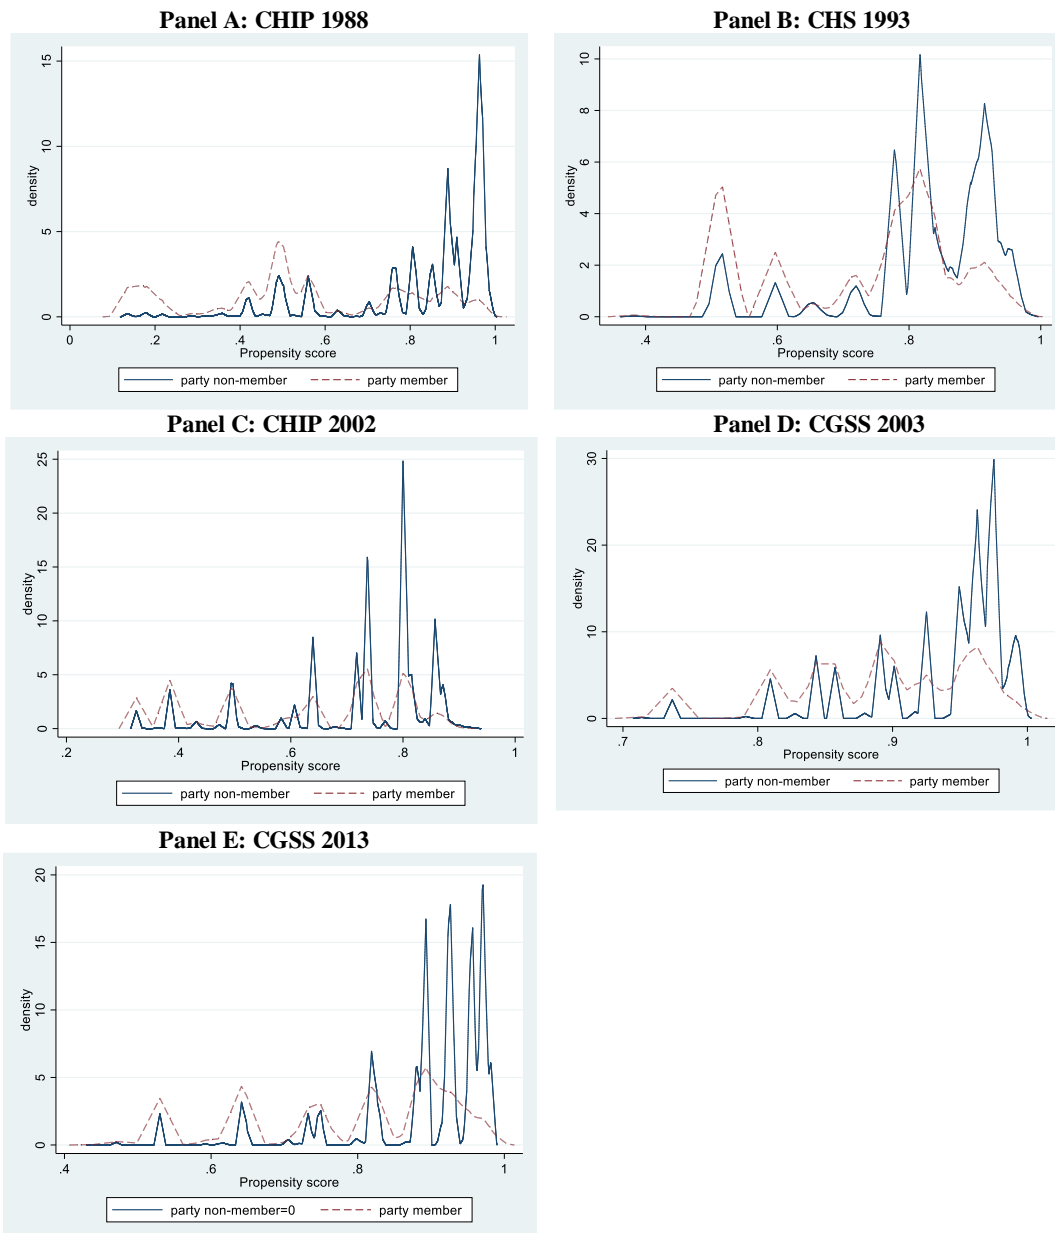 Panel A: CHIP 1988
15
10
5
0
density
0 .2 .4 .6 .8 1
Propensity score
party non-member party member
Panel B: CHS 1993
10
8
6
4
2
0
density
.4 .6 .8 1
Propensity score
party non-member party member
Panel C: CHIP 2002
25
20
15
10
5
0
density
.2 .4 .6 .8 1
Propensity score
party non-member party member
Panel D: CGSS 2003
30
20
10
0
density
.7 .8 .9 1
Propensity score
party non-member party member
Panel E: CGSS 2013
20
15
10
5
0
density
.4 .6 .8 1
Propensity score
party non-member=0 party member